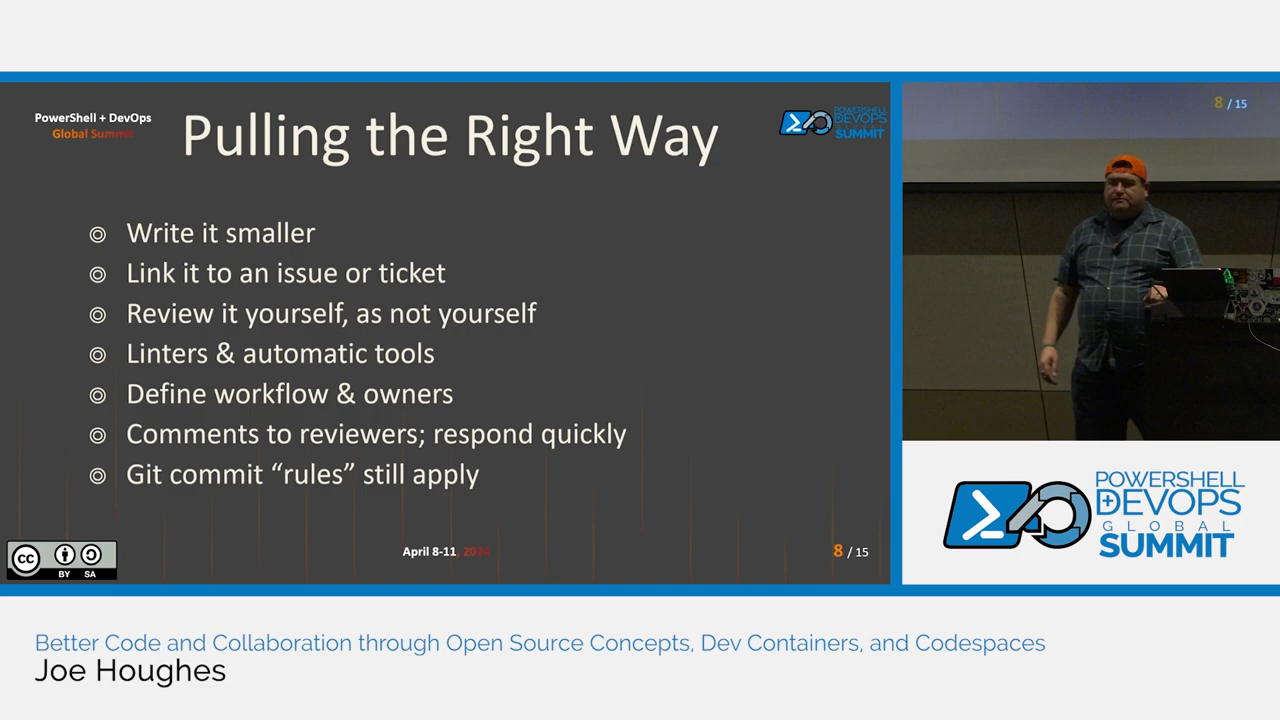 PowerShell + DevOps
Global Summit
Pulling the Right Way
POWERSHELL
DEVOPS
GLOBAL
SUMMIT
8 / 15
Write it smaller
Link it to an issue or ticket
Review it yourself, as not yourself
Linters & automatic tools
Define workflow & owners
Comments to reviewers; respond quickly
Git commit “rules” still apply
cc
BY SA
April 8-11, 2024
8 / 15
POWERSHELL
+DEVOPS
GLOBAL
SUMMIT
Better Code and Collaboration through Open Source Concepts, Dev Containers, and Codespaces
Joe Houghes